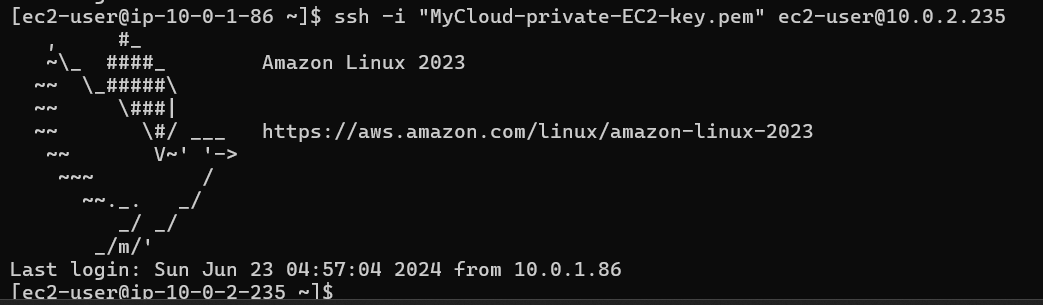 [ec2-user@ip-10-0-1-86 ~]$ ssh -i "MyCloud-private-EC2-key.pem" ec2-user@10.0.2.235
   ,     #_
   ~\_  ####_        Amazon Linux 2023
  ~~  \_#####\
  ~~     \###|
  ~~       \#/ ___   https://aws.amazon.com/linux/amazon-linux-2023
   ~~       V~' '->
    ~~~         /
      ~~._.   _/
         _/ _/
       _/m/'
Last login: Sun Jun 23 04:57:04 2024 from 10.0.1.86
[ec2-user@ip-10-0-2-235 ~]$